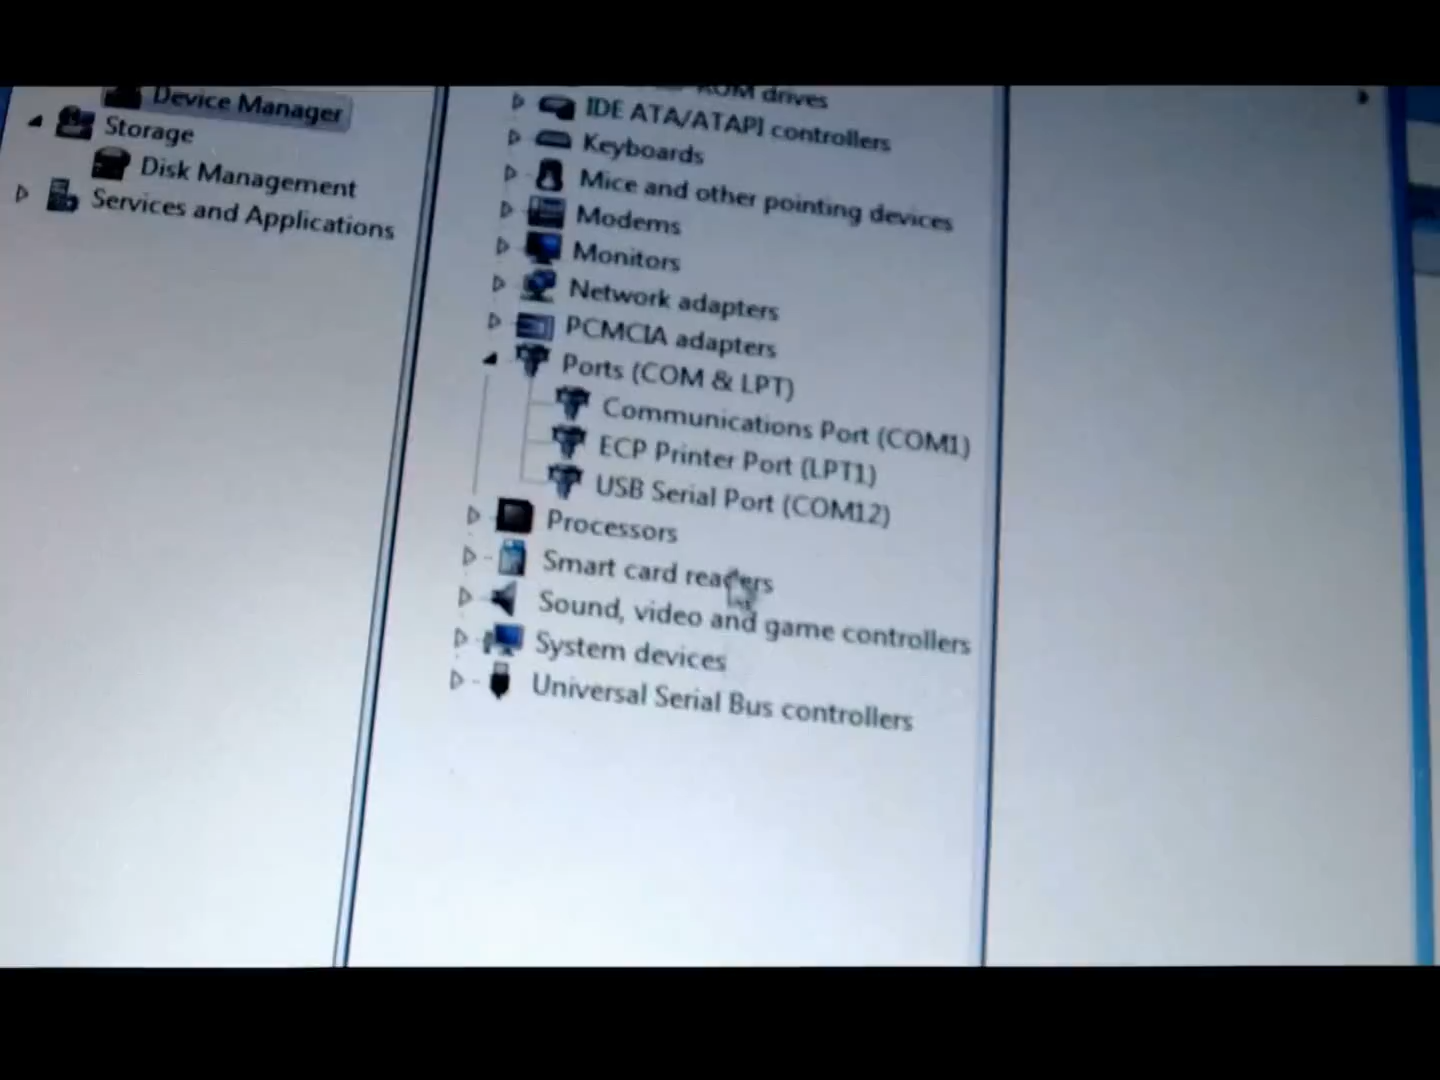 Device Manager
Storage
Disk Management
Services and Applications
ROM drives
IDE ATA/ATAPI controllers
Keyboards
Mice and other pointing devices
Modems
Monitors
Network adapters
PCMCIA adapters
Ports (COM & LPT)
Communications Port (COM1)
ECP Printer Port (LPT1)
USB Serial Port (COM12)
Processors
Smart card readers
Sound, video and game controllers
System devices
Universal Serial Bus controllers